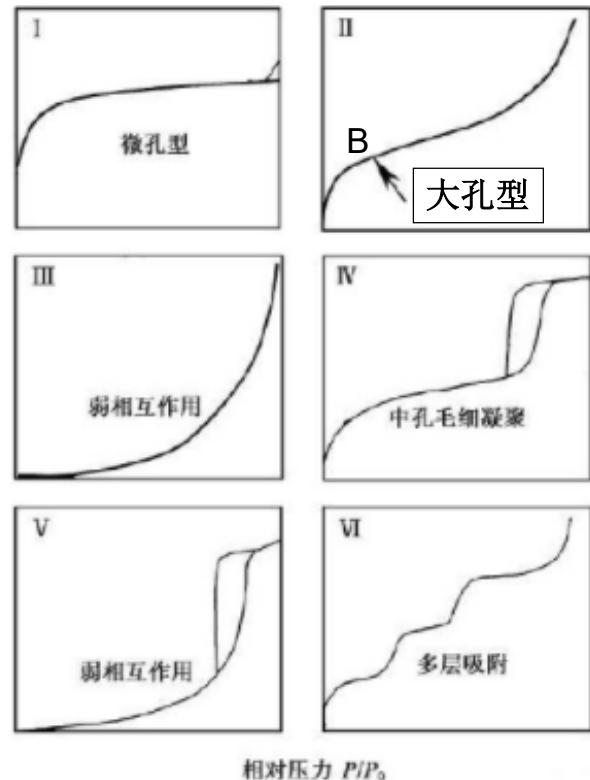 I
微孔型
II
B
大孔型
III
弱相互作用
IV
中孔毛细凝聚
V
弱相互作用
VI
多层吸附
相对压力 P/P₀